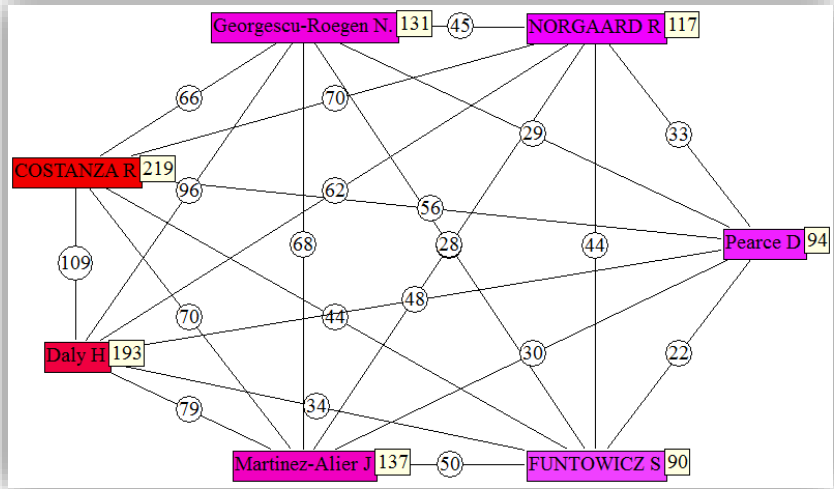 Georgescu-Roegen N. 131 45 NORGAARD R 117
66 70
29 33
COSTANZA R 219
96 62 56
68 28 44 Pearce D 94
109
48
70 44
Daly H 193 30 22
79 34
Martinez-Alier J 137 50 FUNTOWICZ S 90